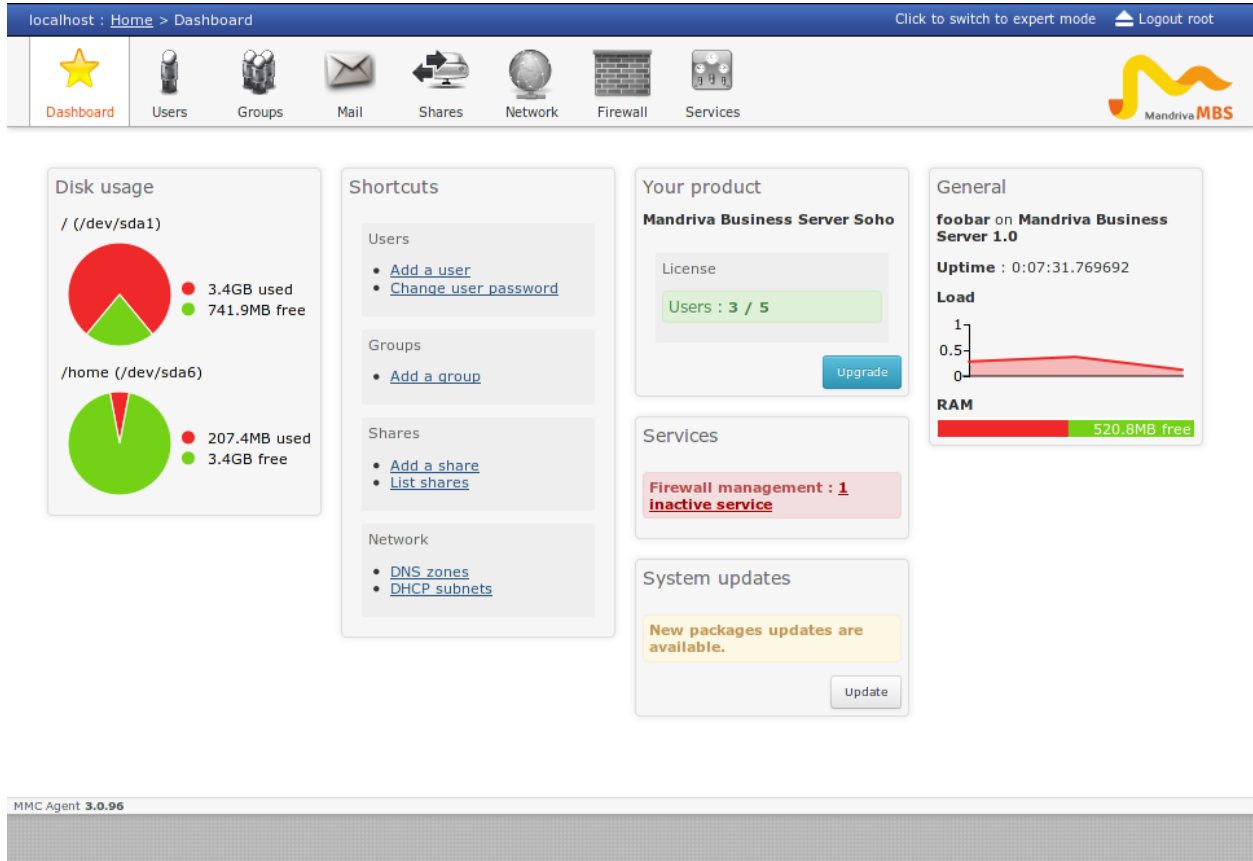 localhost : Home > Dashboard
Click to switch to expert mode
Logout root
Dashboard
Users
Groups
Mail
Shares
Network
Firewall
Services
Mandriva MBS
Disk usage
/ (/dev/sda1)
3.4GB used
741.9MB free
/home (/dev/sda6)
207.4MB used
3.4GB free
Shortcuts
Users
Add a user
Change user password
Groups
Add a group
Shares
Add a share
List shares
Network
DNS zones
DHCP subnets
Your product
Mandriva Business Server Soho
License
Users : 3 / 5
Upgrade
Services
Firewall management : 1
inactive service
System updates
New packages updates are
available.
Update
General
foobar on Mandriva Business
Server 1.0
Uptime : 0:07:31.769692
Load
1
0.5
0
RAM
520.8MB free
MMC Agent 3.0.96